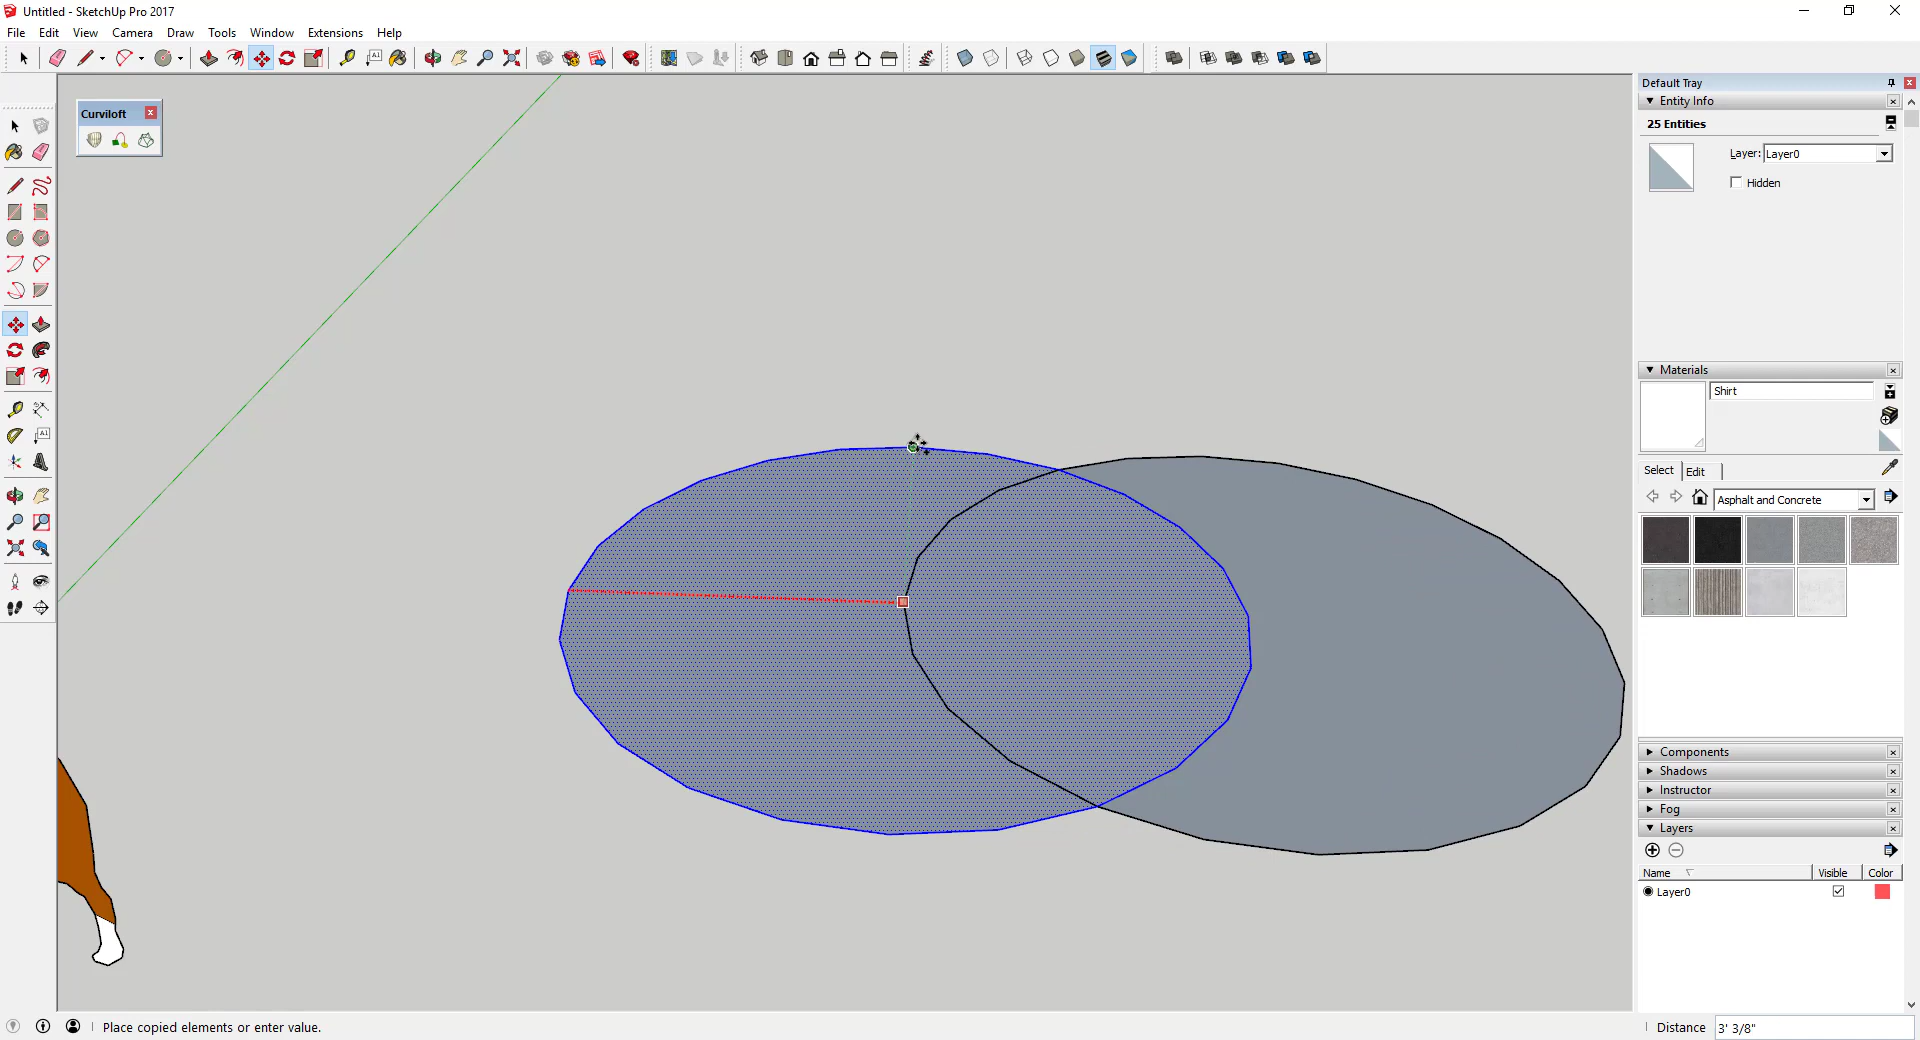 Untitled - SketchUp Pro 2017
File Edit View Camera Draw Tools Window Extensions Help
Default Tray
Entity Info
25 Entities
Layer: Layer0
Hidden
Curviloft
A1
A1
Materials
Shirt
Select Edit
Asphalt and Concrete
Components
Shadows
Instructor
Fog
Layers
Name Visible Color
Layer0
Place copied elements or enter value.
Distance 3' 3/8"